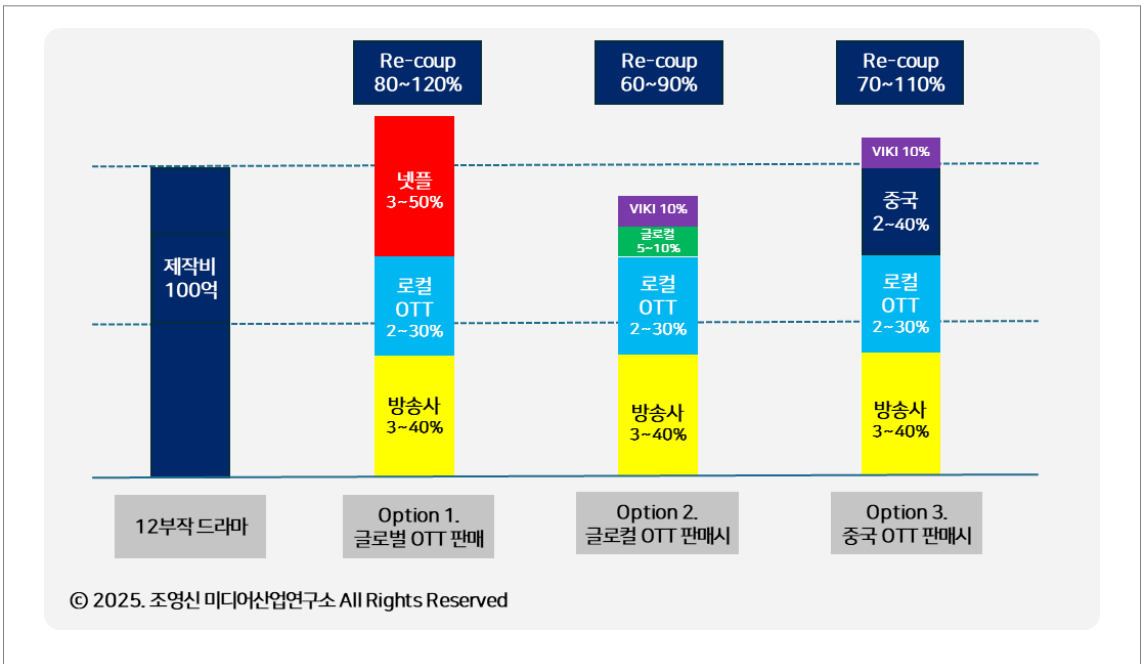 Re-coup
80~120%
Re-coup
60~90%
Re-coup
70~110%
제작비
100억
넷플
3~50%
로컬
OTT
2~30%
방송사
3~40%
VIKI 10%
글로컬
5~10%
로컬
OTT
2~30%
방송사
3~40%
VIKI 10%
중국
2~40%
로컬
OTT
2~30%
방송사
3~40%
12부작 드라마
Option 1.
글로벌 OTT 판매
Option 2.
글로컬 OTT 판매시
Option 3.
중국 OTT 판매시
© 2025. 조영신 미디어산업연구소 All Rights Reserved